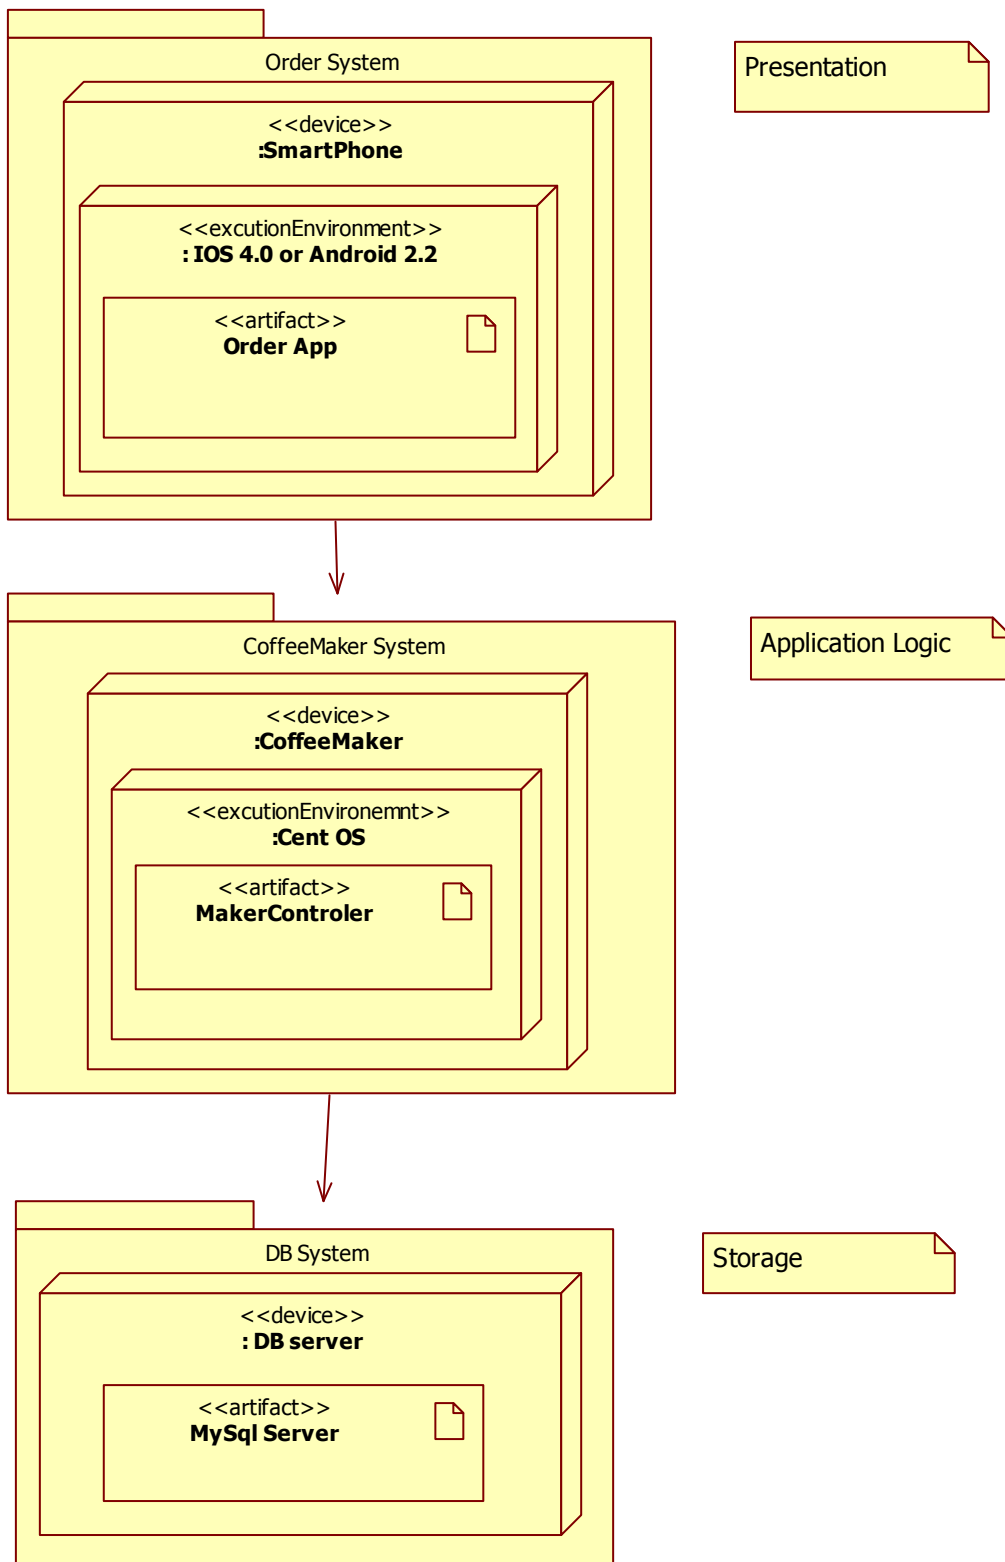 Order System
Presentation
<<device>>
:SmartPhone
<<excutionEnvironment>>
: IOS 4.0 or Android 2.2
<<artifact>>
Order App
CoffeeMaker System
Application Logic
<<device>>
:CoffeeMaker
<<excutionEnvironemnt>>
:Cent OS
<<artifact>>
MakerControler
DB System
Storage
<<device>>
: DB server
<<artifact>>
MySql Server